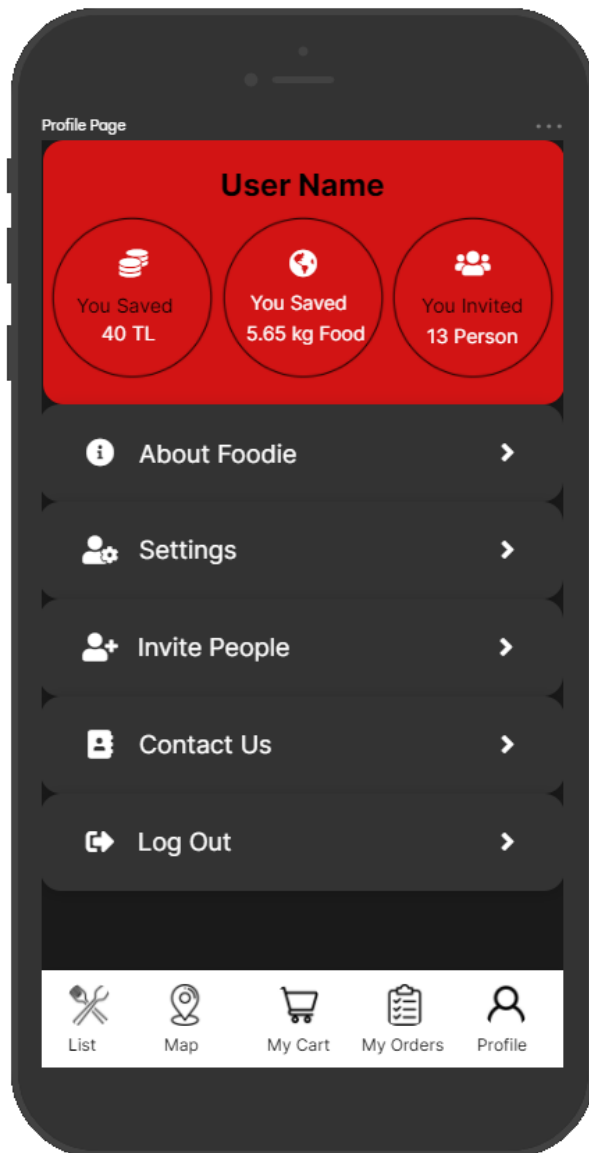 Profile Page
User Name
You Saved
40 TL
You Saved
5.65 kg Food
You Invited
13 Person
About Foodie
Settings
Invite People
Contact Us
Log Out
List
Map
My Cart
My Orders
Profile